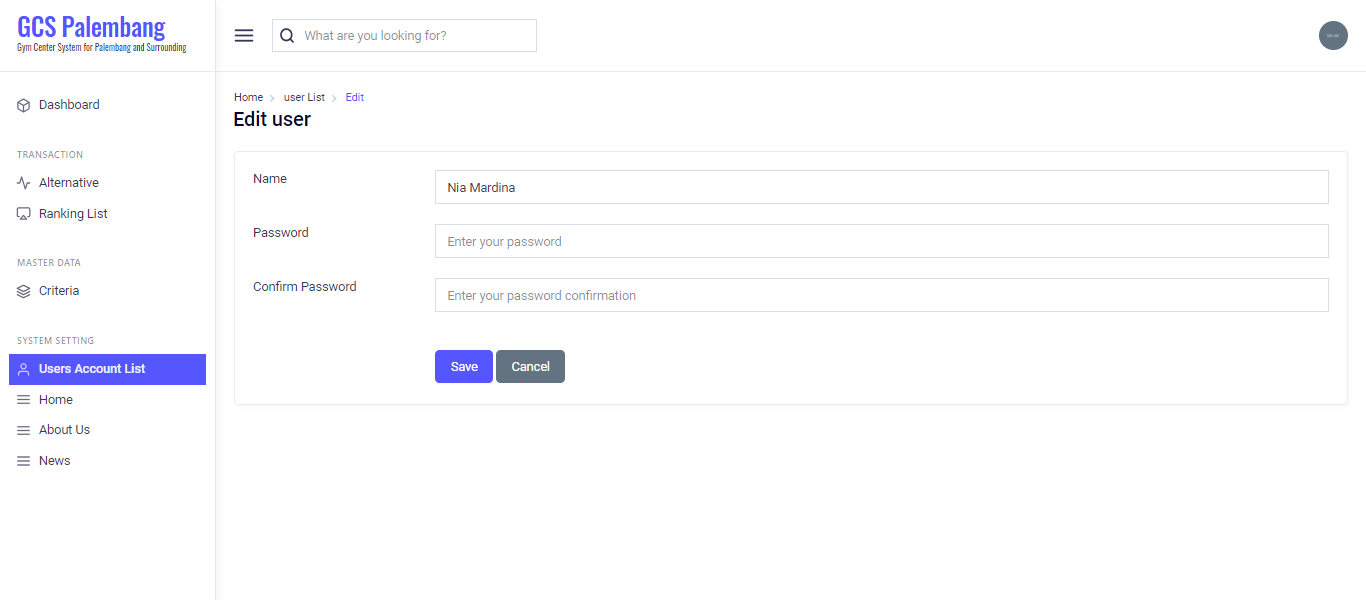 GCS Palembang
Gym Center System for Palembang and Surrounding
What are you looking for?
Dashboard
TRANSACTION
Alternative
Ranking List
MASTER DATA
Criteria
SYSTEM SETTING
Users Account List
Home
About Us
News
Home user List Edit
Edit user
Name
Nia Mardina
Password
Enter your password
Confirm Password
Enter your password confirmation
Save Cancel